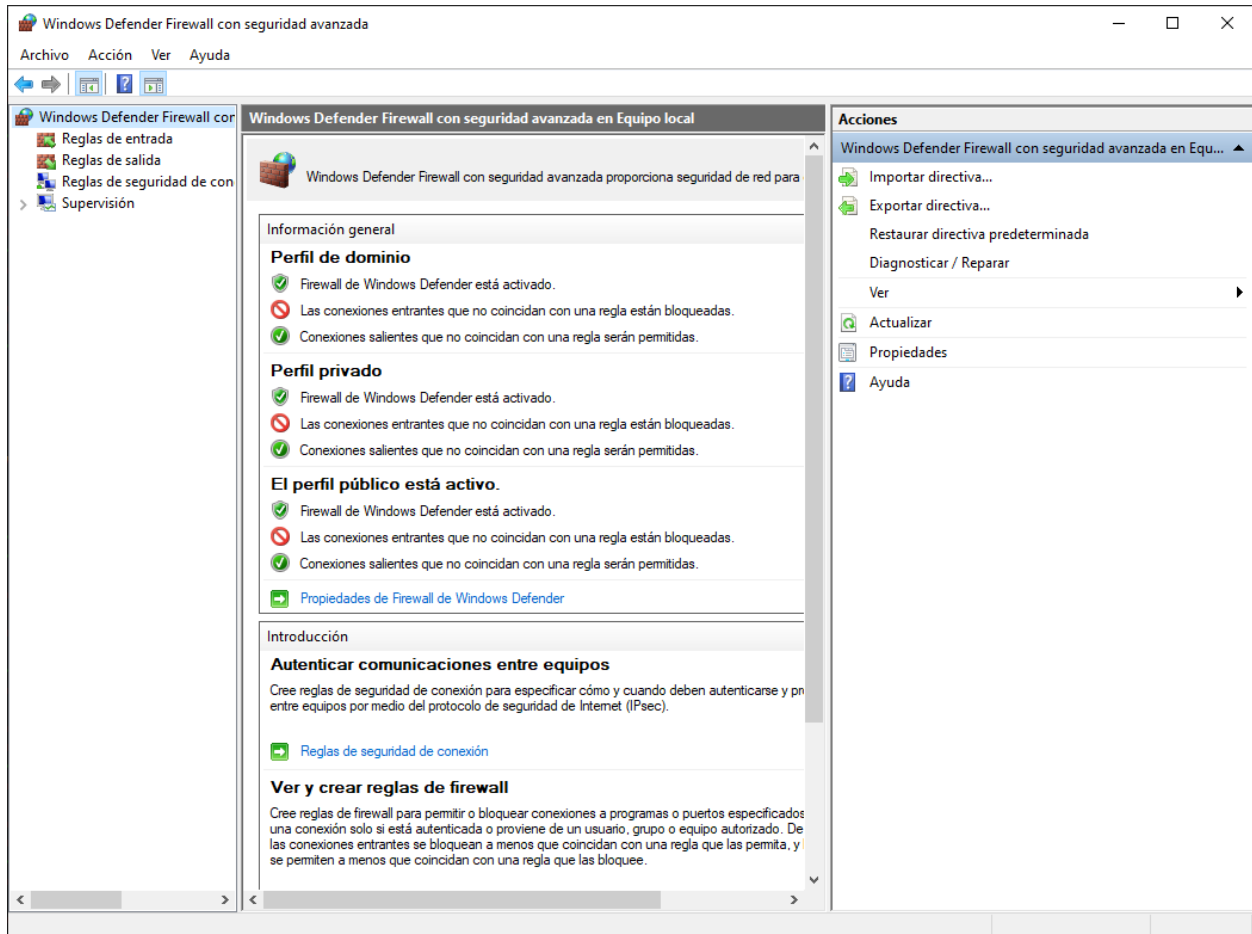 Windows Defender Firewall con seguridad avanzada
Archivo Acción Ver Ayuda
Windows Defender Firewall con
Reglas de entrada
Reglas de salida
Reglas de seguridad de con
Supervisión
Windows Defender Firewall con seguridad avanzada en Equipo local
Windows Defender Firewall con seguridad avanzada proporciona seguridad de red para
Información general
Perfil de dominio
Firewall de Windows Defender está activado.
Las conexiones entrantes que no coincidan con una regla están bloqueadas.
Conexiones salientes que no coincidan con una regla serán permitidas.
Perfil privado
Firewall de Windows Defender está activado.
Las conexiones entrantes que no coincidan con una regla están bloqueadas.
Conexiones salientes que no coincidan con una regla serán permitidas.
El perfil público está activo.
Firewall de Windows Defender está activado.
Las conexiones entrantes que no coincidan con una regla están bloqueadas.
Conexiones salientes que no coincidan con una regla serán permitidas.
Propiedades de Firewall de Windows Defender
Introducción
Autenticar comunicaciones entre equipos
Cree reglas de seguridad de conexión para especificar cómo y cuando deben autenticarse y pr
entre equipos por medio del protocolo de seguridad de Internet (IPsec).
Reglas de seguridad de conexión
Ver y crear reglas de firewall
Cree reglas de firewall para permitir o bloquear conexiones a programas o puertos especificados
una conexión solo si está autenticada o proviene de un usuario, grupo o equipo autorizado. De
las conexiones entrantes se bloquean a menos que coincidan con una regla que las permita, y
se permiten a menos que coincidan con una regla que las bloquee.
Acciones
Windows Defender Firewall con seguridad avanzada en Equ...
Importar directiva...
Exportar directiva...
Restaurar directiva predeterminada
Diagnosticar / Reparar
Ver
Actualizar
Propiedades
Ayuda